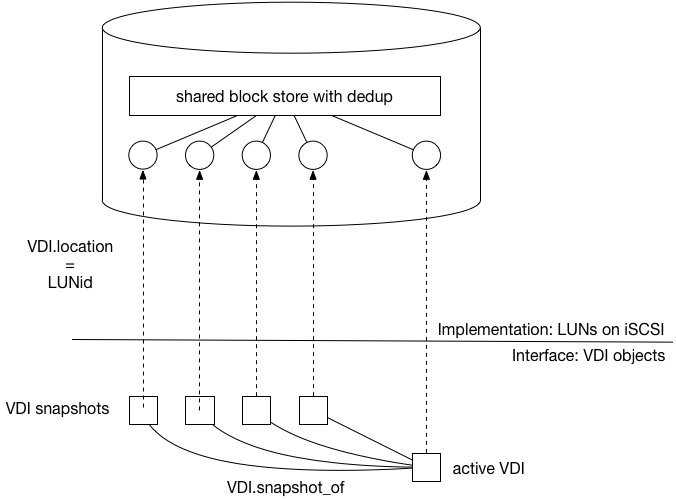 shared block store with dedup
VDI.location
=
LUNid
Implementation: LUNs on iSCSI
Interface: VDI objects
VDI snapshots
active VDI
VDI.snapshot_of